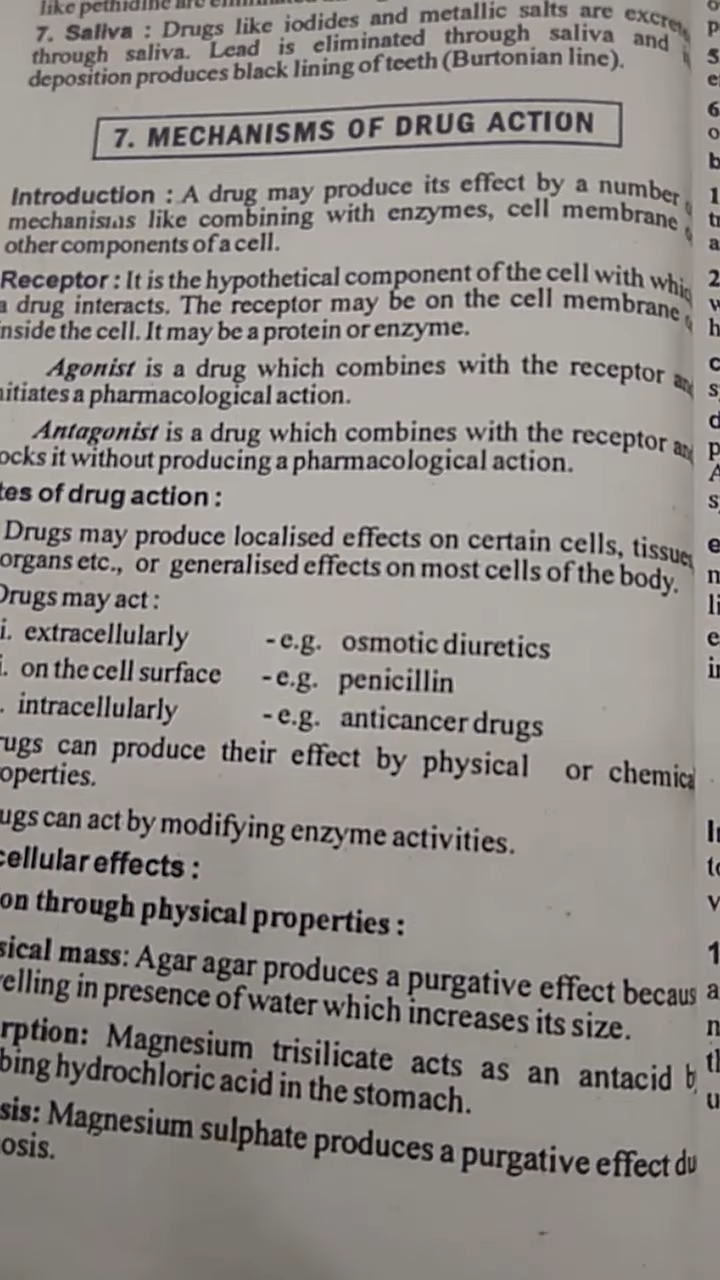 like pethidine are
7. Saliva : Drugs like iodides and metallic salts are
through saliva. Lead is eliminated through saliva and
deposition produces black lining of teeth (Burtonian line).
7. MECHANISMS OF DRUG ACTION
Introduction : A drug may produce its effect by a number
mechanisms like combining with enzymes, cell membrane
other components of a cell.
Receptor : It is the hypothetical component of the cell with
a drug interacts. The receptor may be on the cell membrane
nside the cell. It may be a protein or enzyme.
Agonist is a drug which combines with the receptor
nitiates a pharmacological action.
Antagonist is a drug which combines with the receptor
ocks it without producing a pharmacological action.
tes of drug action :
Drugs may produce localised effects on certain cells, tissues
organs etc., or generalised effects on most cells of the body.
Drugs may act :
i. extracellularly - e.g. osmotic diuretics
i. on the cell surface - e.g. penicillin
. intracellularly - e.g. anticancer drugs
rugs can produce their effect by physical or chemica
operties.
ugs can act by modifying enzyme activities.
cellular effects :
on through physical properties :
sical mass: Agar agar produces a purgative effect becaus
elling in presence of water which increases its size.
rption: Magnesium trisilicate acts as an antacid b
bing hydrochloric acid in the stomach.
sis: Magnesium sulphate produces a purgative effect du
osis.